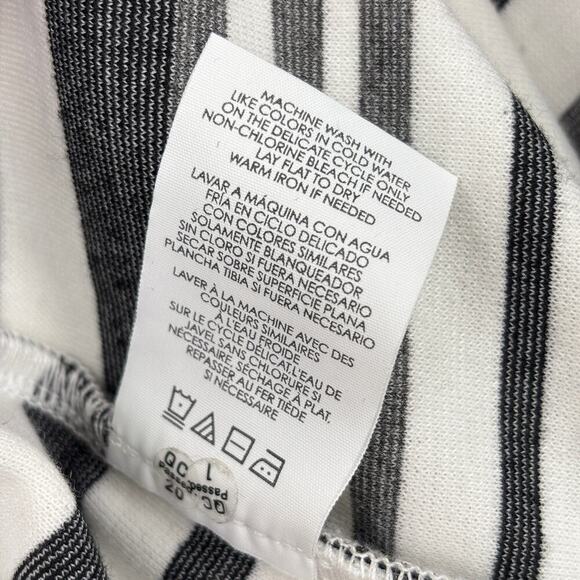 MACHINE WASH WITH
LIKE COLORS IN COLD WATER
ON THE DELICATE CYCLE ONLY
NON-CHLORINE BLEACH IF NEEDED
LAY FLAT TO DRY
WARM IRON IF NEEDED
LAVAR A MÁQUINA CON AGUA
FRÍA EN CICLO DELICADO
CON COLORES SIMILARES
SOLAMENTE BLANQUEADOR
SIN CLORO SI FUERA NECESARIO
SECAR SOBRE SUPERFICIE PLANA
PLANCHA TIBIA SI FUERA NECESARIO
LAVER À LA MACHINE AVEC DES
COULEURS SIMILAIRES
À L'EAU FROIDE
SUR LE CYCLE DÉLICAT.L'EAU DE
JAVEL SANS CHLORURE SI
NÉCESSAIRE, SÉCHAGE À PLAT,
REPASSER AU FER TIÈDE
SI NÉCESSAIRE
QC 1
Passed